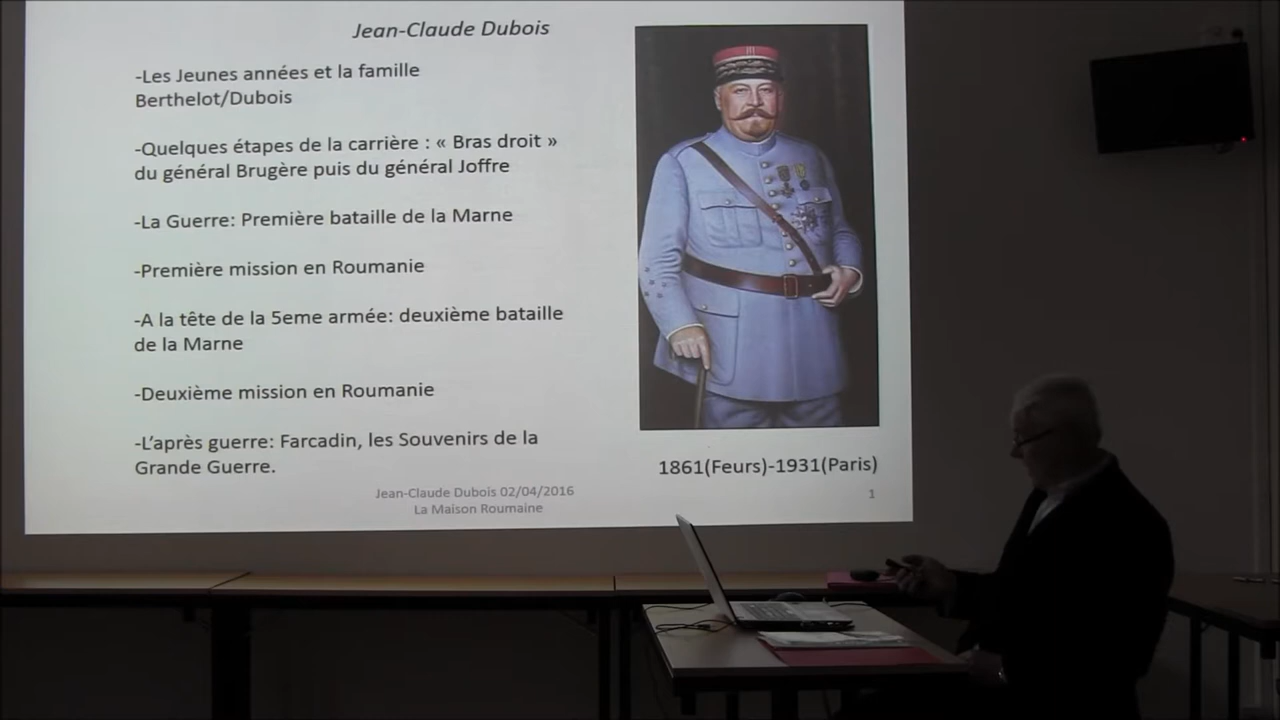 Jean-Claude Dubois
-Les Jeunes années et la famille
Berthelot/Dubois
-Quelques étapes de la carrière : « Bras droit »
du général Brugère puis du général Joffre
-La Guerre: Première bataille de la Marne
-Première mission en Roumanie
-A la tête de la 5eme armée: deuxième bataille
de la Marne
-Deuxième mission en Roumanie
-L'après guerre: Farcadin, les Souvenirs de la
Grande Guerre.
1861(Feurs)-1931(Paris)
Jean-Claude Dubois 02/04/2016
La Maison Roumaine
1